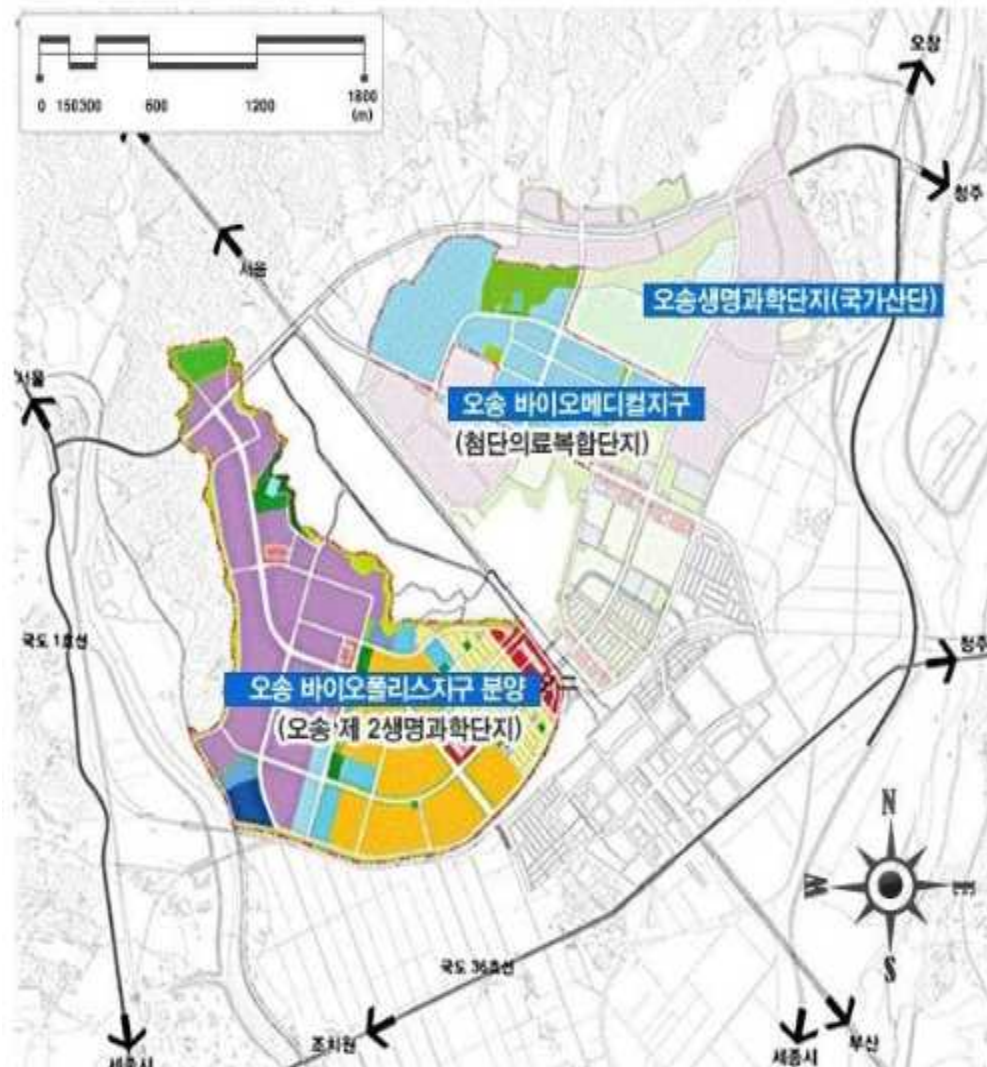 0 150 300 600 1200 1800
(m)
오창
청주
서울
오송생명과학단지(국가산단)
서울
오송 바이오메디컬지구
(첨단의료복합단지)
국도 1호선
청주
오송 바이오폴리스지구 분양
(오송 제 2생명과학단지)
N
W
E
S
국도 36호선
조치원
세종시
세종시
부산